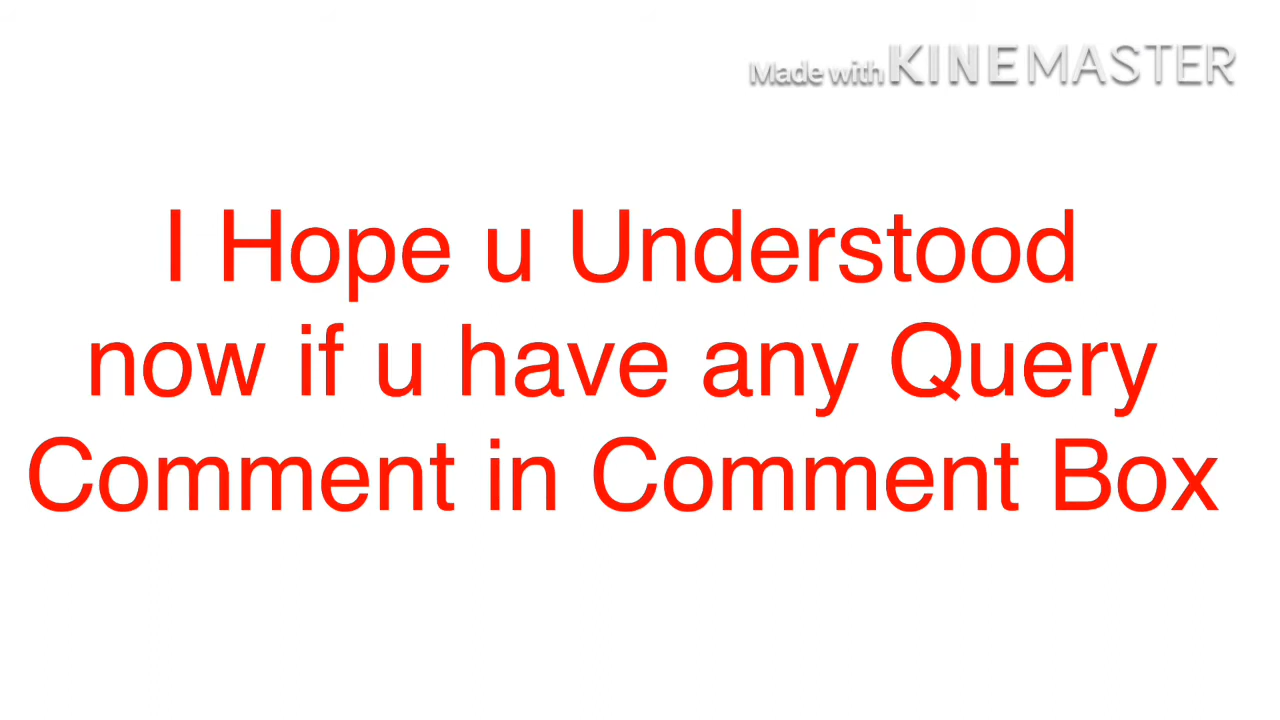 Made with KINEMASTER
I Hope u Understood
now if u have any Query
Comment in Comment Box